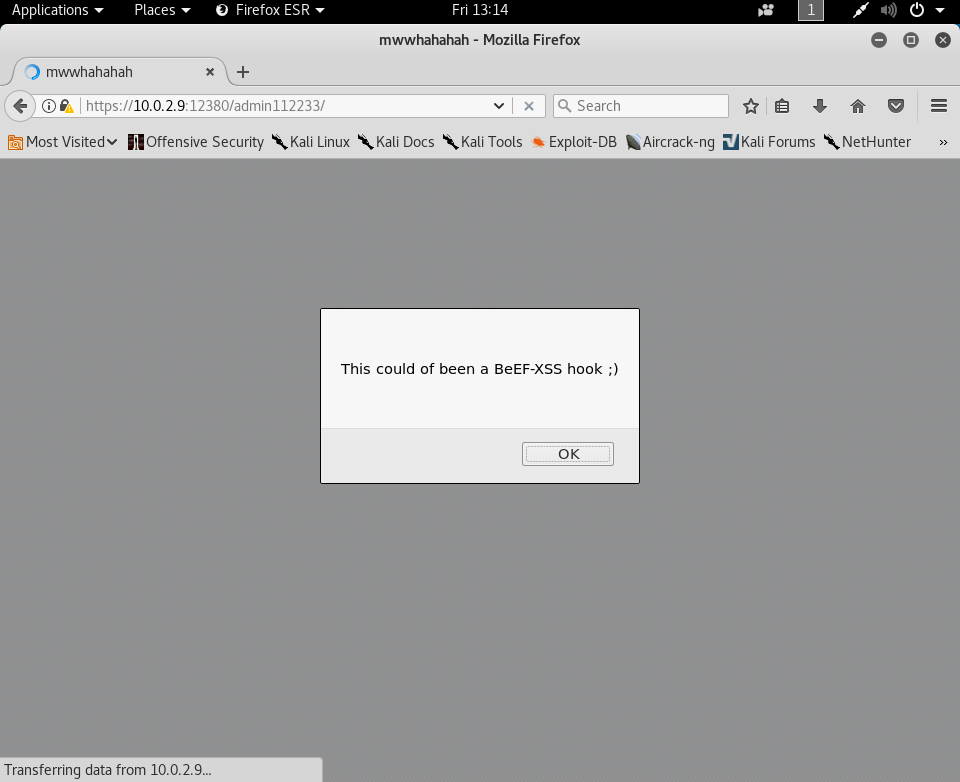 Applications Places Firefox ESR Fri 13:14 1
mwwhahahah - Mozilla Firefox
mwwhahahah
https://10.0.2.9:12380/admin112233/ Search
Most Visited Offensive Security Kali Linux Kali Docs Kali Tools Exploit-DB Aircrack-ng Kali Forums NetHunter »
This could of been a BeEF-XSS hook ;)
OK
Transferring data from 10.0.2.9...